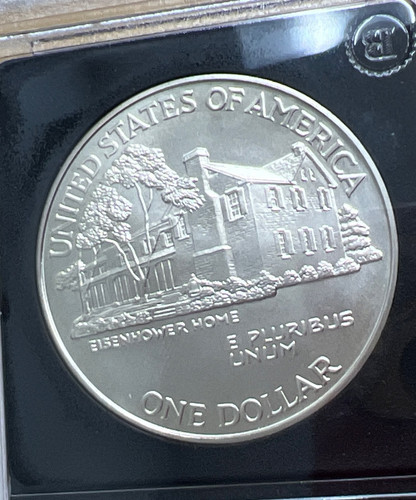 UNITED STATES OF AMERICA
EISENHOWER HOME
E PLURIBUS
UNUM
ONE DOLLAR